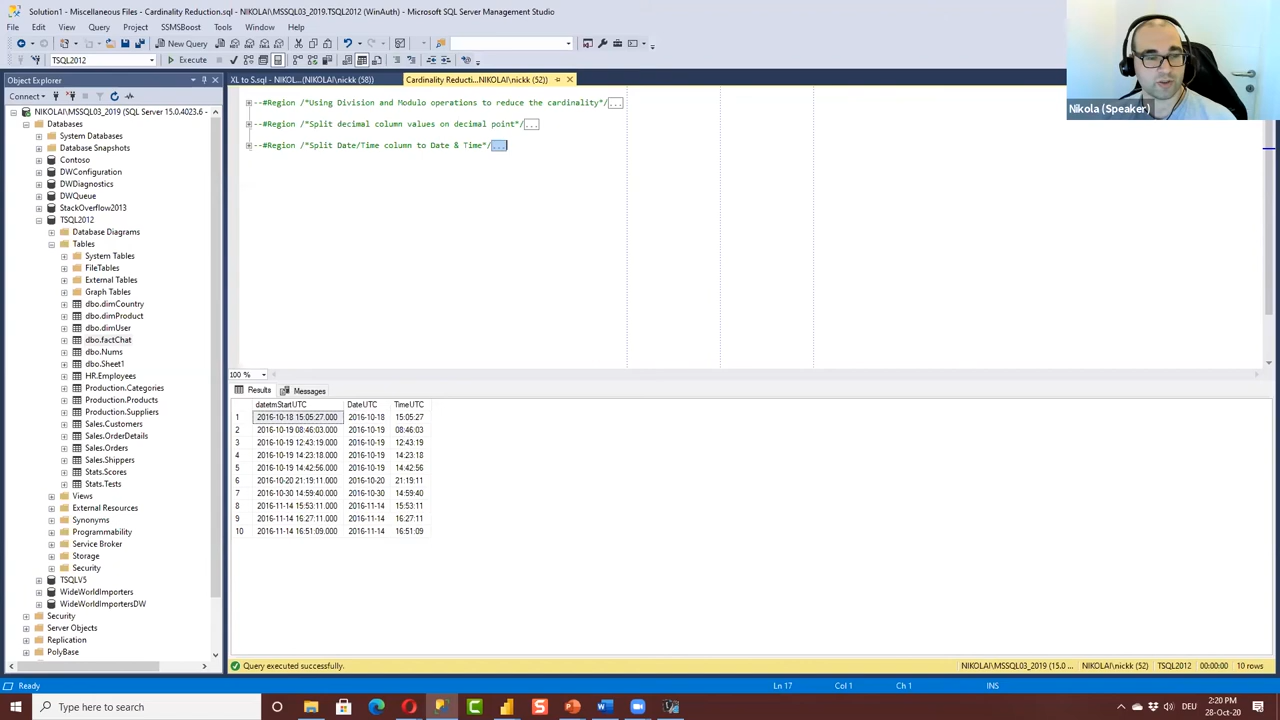 Solution1 - Miscellaneous Files - Cardinality Reduction.sql - NIKOLAI\MSSQL03_2019.TSQL2012 (WinAuth) - Microsoft SQL Server Management Studio
File Edit View Query Project SSMSBoost Tools Window Help
New Query
TSQL2012 Execute
Object Explorer
Connect
NIKOLAI\MSSQL03_2019 (SQL Server 15.0.4023.6 -
Databases
System Databases
Database Snapshots
Contoso
DWConfiguration
DWDiagnostics
DWQueue
StackOverflow2013
TSQL2012
Database Diagrams
Tables
System Tables
FileTables
External Tables
Graph Tables
dbo.dimCountry
dbo.dimProduct
dbo.dimUser
dbo.factChat
dbo.Nums
dbo.Sheet1
HR.Employees
Production.Categories
Production.Products
Production.Suppliers
Sales.Customers
Sales.OrderDetails
Sales.Orders
Sales.Shippers
Stats.Scores
Stats.Tests
Views
External Resources
Synonyms
Programmability
Service Broker
Storage
Security
TSQLV5
WideWorldImporters
WideWorldImportersDW
Security
Server Objects
Replication
PolyBase
XL to S.sql - NIKOL...(NIKOLAI\nickk (58)) Cardinality Reducti...NIKOLAI\nickk (52))
--#Region /*Using Division and Modulo operations to reduce the cardinality*/...
--#Region /*Split decimal column values on decimal point*/...
--#Region /*Split Date/Time column to Date & Time*/...
100 %
Results Messages
datetmStartUTC DateUTC TimeUTC
1 2016-10-18 15:05:27.000 2016-10-18 15:05:27
2 2016-10-19 08:46:03.000 2016-10-19 08:46:03
3 2016-10-19 12:43:19.000 2016-10-19 12:43:19
4 2016-10-19 14:23:18.000 2016-10-19 14:23:18
5 2016-10-19 14:42:56.000 2016-10-19 14:42:56
6 2016-10-20 21:19:11.000 2016-10-20 21:19:11
7 2016-10-30 14:59:40.000 2016-10-30 14:59:40
8 2016-11-14 15:53:11.000 2016-11-14 15:53:11
9 2016-11-14 16:27:11.000 2016-11-14 16:27:11
10 2016-11-14 16:51:09.000 2016-11-14 16:51:09
Query executed successfully. NIKOLAI\MSSQL03_2019 (15.0 ... NIKOLAI\nickk (52) TSQL2012 00:00:00 10 rows
Ready Ln 17 Col 1 Ch 1 INS
Type here to search
DEU
2:20 PM
28-Oct-20
Nikola (Speaker)